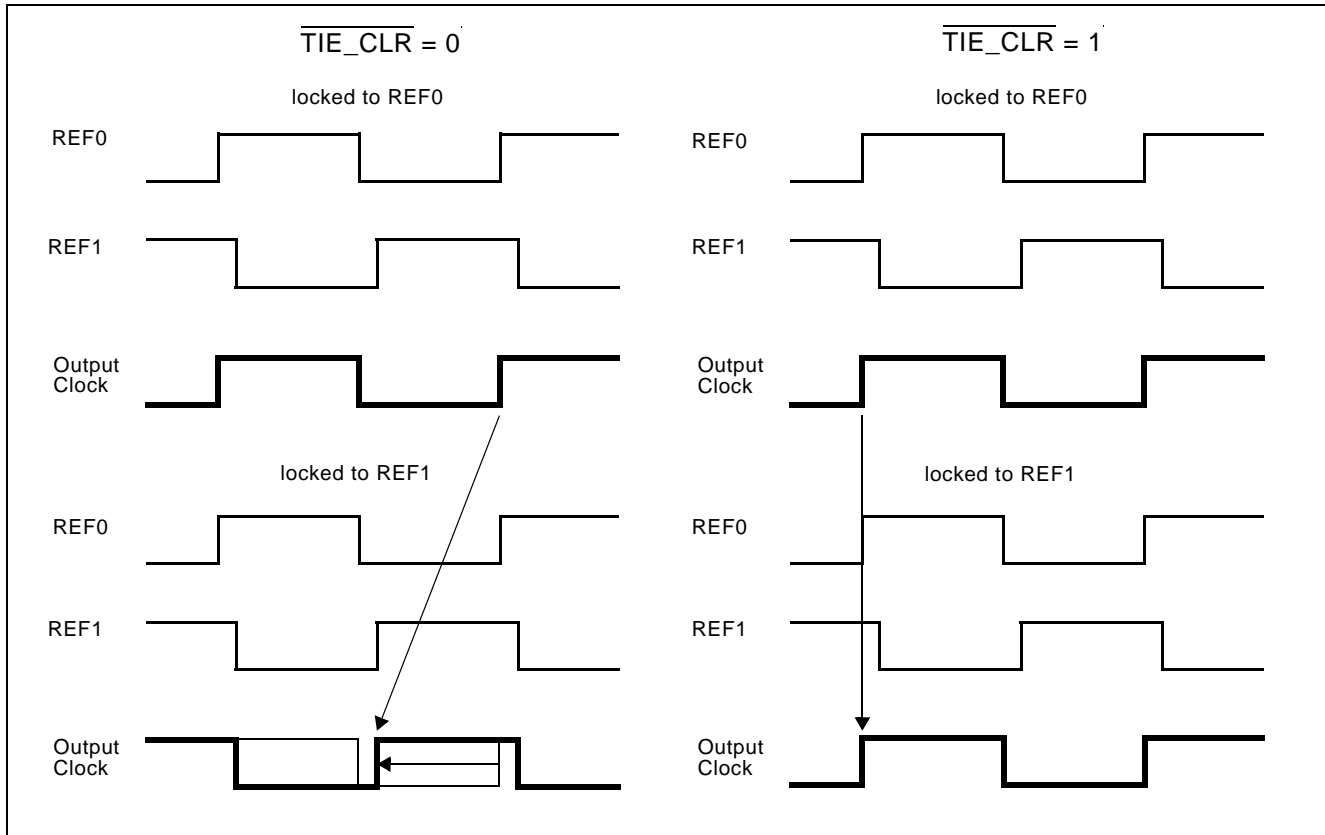 TIE_CLR = 0
locked to REF0
REF0
REF1
Output
Clock
locked to REF1
REF0
REF1
Output
Clock
TIE_CLR = 1
locked to REF0
REF0
REF1
Output
Clock
locked to REF1
REF0
REF1
Output
Clock